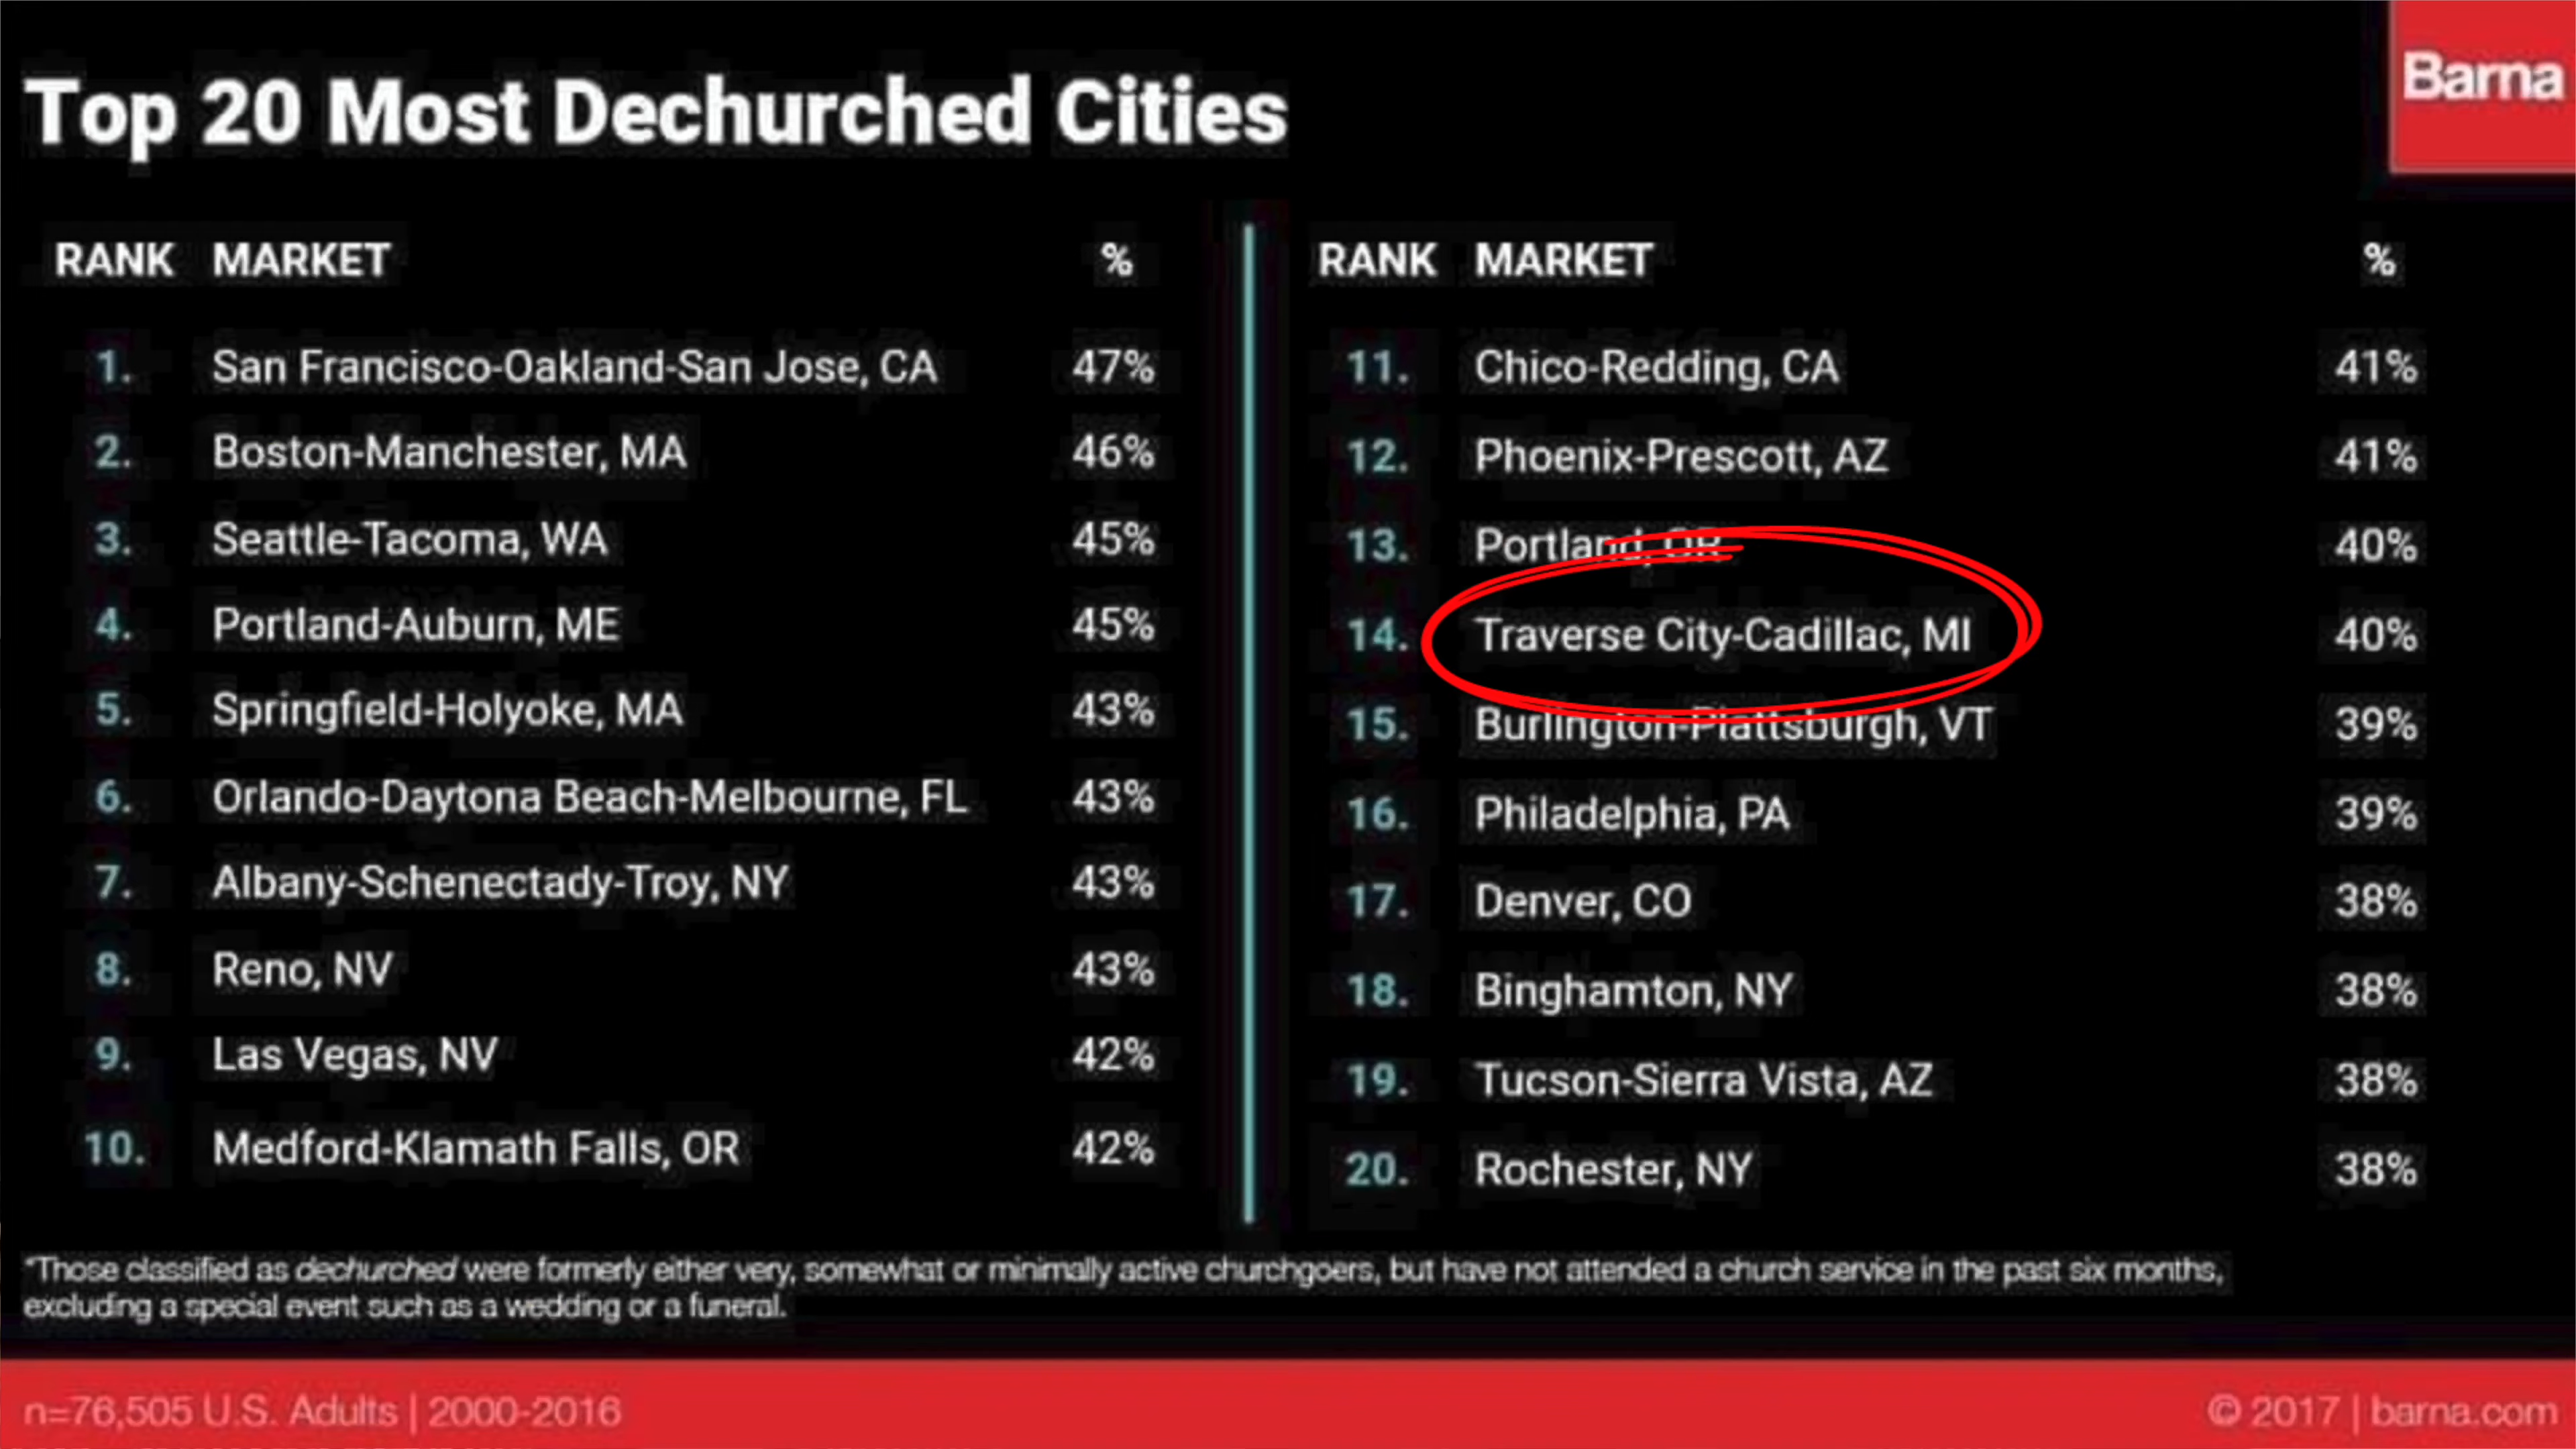 Barna
Top 20 Most Dechurched Cities
RANK MARKET %
1. San Francisco-Oakland-San Jose, CA 47%
2. Boston-Manchester, MA 46%
3. Seattle-Tacoma, WA 45%
4. Portland-Auburn, ME 45%
5. Springfield-Holyoke, MA 43%
6. Orlando-Daytona Beach-Melbourne, FL 43%
7. Albany-Schenectady-Troy, NY 43%
8. Reno, NV 43%
9. Las Vegas, NV 42%
10. Medford-Klamath Falls, OR 42%
RANK MARKET %
11. Chico-Redding, CA 41%
12. Phoenix-Prescott, AZ 41%
13. Portland, OR 40%
14. Traverse City-Cadillac, MI 40%
15. Burlington-Plattsburgh, VT 39%
16. Philadelphia, PA 39%
17. Denver, CO 38%
18. Binghamton, NY 38%
19. Tucson-Sierra Vista, AZ 38%
20. Rochester, NY 38%
*Those classified as dechurched were formerly either very, somewhat or minimally active churchgoers, but have not attended a church service in the past six months,
excluding a special event such as a wedding or a funeral.
n=76,505 U.S. Adults | 2000-2016
© 2017 | barna.com